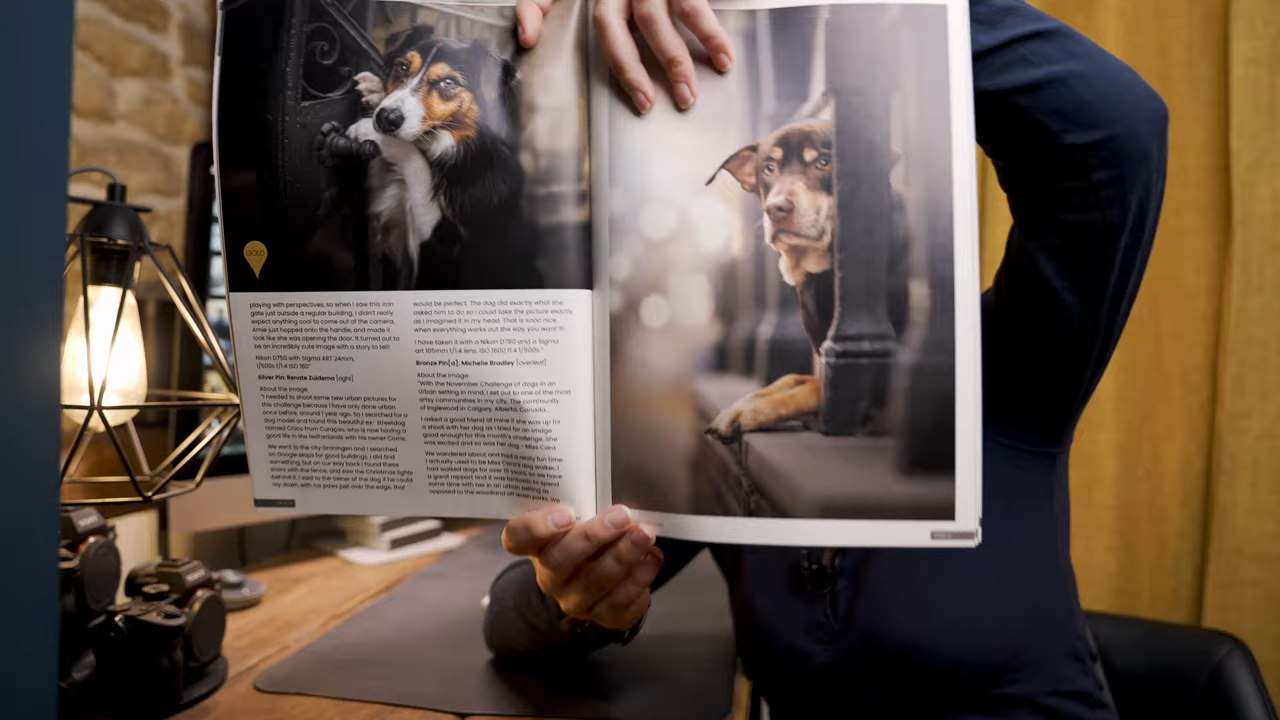 GOLD
playing with perspectives, so when I saw this iron
gate just outside a regular building, I didn't really
expect anything cool to come out of the camera.
Arnie just hopped onto the handle, and made it
look like she was opening the door. It turned out to
be an incredibly cute image with a story to tell!
Nikon D750 with Sigma ART 24mm,
1/500s f/1.4 ISO 160"
Silver Pin: Renate Zuidema [right]
About the image:
"I needed to shoot some new urban pictures for
this challenge because I have only done urban
once before, around 1 year ago. So I searched for a
dog model and found this beautiful ex- streetdog
named Chico from Curaçao, who is now having a
good life in the Netherlands with his owner Corrie.
We went to the city Groningen and I searched
on Google Maps for good buildings. I did find
something, but on our way back I found these
stairs with the fence, and saw the Christmas lights
behind it. I said to the owner of the dog if he could
lay down, with his paws just over the edge, that
would be perfect. The dog did exactly what she
asked him to do so I could take the picture exactly
as I imagined it in my head. That is sooo nice
when everything works out the way you want it!
I have taken it with a Nikon D780 and a Sigma
art 105mm f/1.4 lens. ISO 1600 f1.4 1/500s."
Bronze Pin[a]: Michelle Bradley [overleaf]
About the image:
"With the November Challenge of dogs in an
Urban setting in mind, I set out to one of the most
artsy communities in my city. The community
of Inglewood in Calgary, Alberta, Canada.
I asked a good friend of mine if she was up for
a shoot with her dog as I tried for an image
good enough for this month's challenge. She
was excited and so was her dog - Miss Cara
We wandered about and had a really fun time
I actually used to be Miss Cara's dog walker, I
had walked dogs for over 15 years, so we have
a great rapport and it was fantastic to spend
some time with her in an urban setting as
opposed to the woodland off leash parks. We